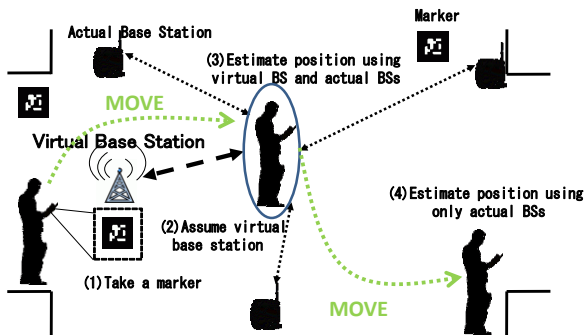 Actual Base Station
Marker
(3)Estimate position using
virtual BS and actual BSs
MOVE
Virtual Base Station
(4)Estimate position using
only actual BSs
(2)Assume virtual
base station
(1)Take a marker
MOVE